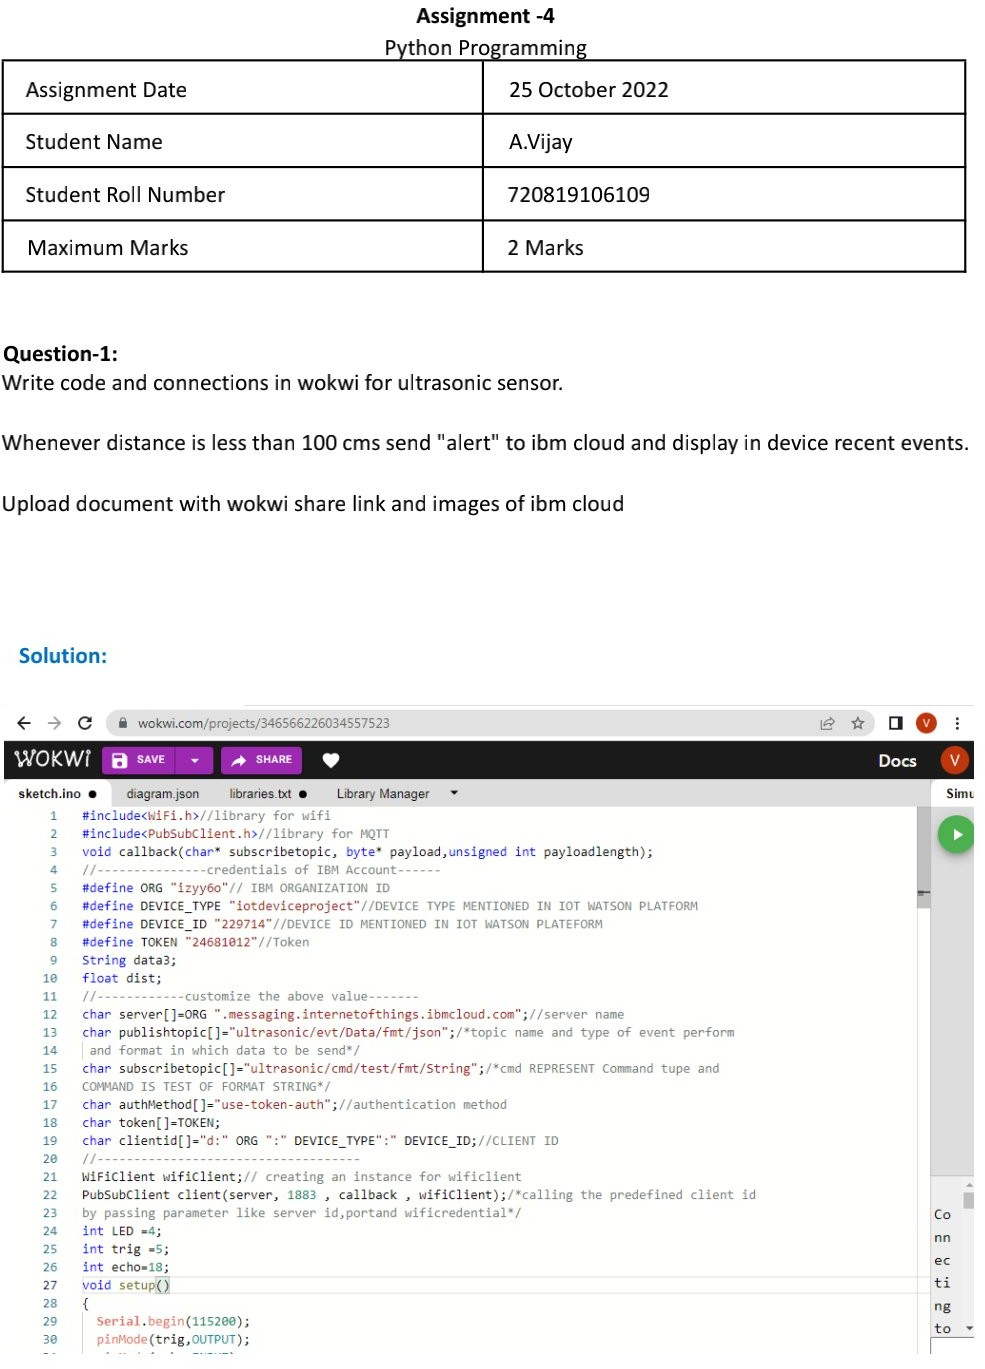 Assignment -4
Python Programming
Assignment Date 25 October 2022
Student Name A.Vijay
Student Roll Number 720819106109
Maximum Marks 2 Marks
Question-1:
Write code and connections in wokwi for ultrasonic sensor.
Whenever distance is less than 100 cms send "alert" to ibm cloud and display in device recent events.
Upload document with wokwi share link and images of ibm cloud
Solution:
wokwi.com/projects/346566226034557523 V
WOKWI SAVE SHARE Docs V
sketch.ino ● diagram.json libraries.txt ● Library Manager Simu
1 #include<WiFi.h>//library for wifi
2 #include<PubSubClient.h>//library for MQTT
3 void callback(char* subscribetopic, byte* payload,unsigned int payloadlength);
4 //--------------credentials of IBM Account------
5 #define ORG "izyy6o"// IBM ORGANIZATION ID
6 #define DEVICE_TYPE "iotdeviceproject"//DEVICE TYPE MENTIONED IN IOT WATSON PLATFORM
7 #define DEVICE_ID "229714"//DEVICE ID MENTIONED IN IOT WATSON PLATEFORM
8 #define TOKEN "24681012"//Token
9 String data3;
10 float dist;
11 //------------customize the above value-------
12 char server[]=ORG ".messaging.internetofthings.ibmcloud.com";//server name
13 char publishtopic[]="ultrasonic/evt/Data/fmt/json";/*topic name and type of event perform
14 and format in which data to be send*/
15 char subscribetopic[]="ultrasonic/cmd/test/fmt/String";/*cmd REPRESENT Command tupe and
16 COMMAND IS TEST OF FORMAT STRING*/
17 char authMethod[]="use-token-auth";//authentication method
18 char token[]=TOKEN;
19 char clientid[]="d:" ORG ":" DEVICE_TYPE":" DEVICE_ID;//CLIENT ID
20 //----------------------------------
21 WiFiClient wifiClient;// creating an instance for wificlient
22 PubSubClient client(server, 1883 , callback , wifiClient);/*calling the predefined client id
23 by passing parameter like server id,portand wificredential*/
24 int LED =4;
25 int trig =5;
26 int echo=18;
27 void setup()
28 {
29 Serial.begin(115200);
30 pinMode(trig,OUTPUT);
Co
nn
ec
ti
ng
to